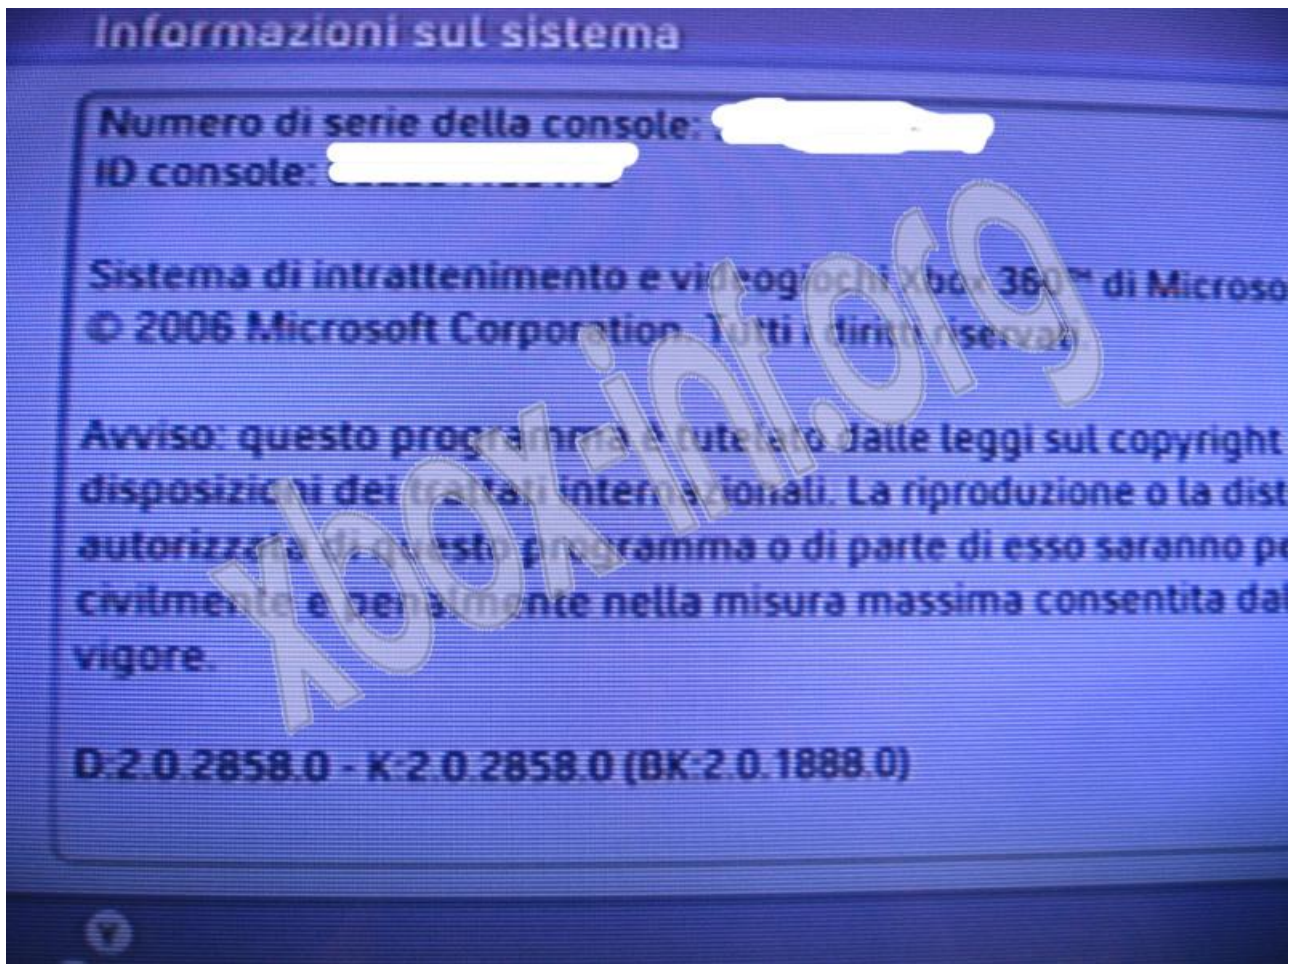 Informazioni sul sistema
Numero di serie della console:
ID console:
Sistema di intrattenimento e videogiochi Xbox 360™ di Microso
© 2006 Microsoft Corporation. Tutti i diritti riservati
Avviso: questo programma è tutelato dalle leggi sul copyright
disposizioni dei trattati internazionali. La riproduzione o la dist
autorizzata di questo programma o di parte di esso saranno pe
civilmente e penalmente nella misura massima consentita dal
vigore.
D:2.0.2858.0 - K:2.0.2858.0 (BK:2.0.1888.0)
Y
xbox-inf.org